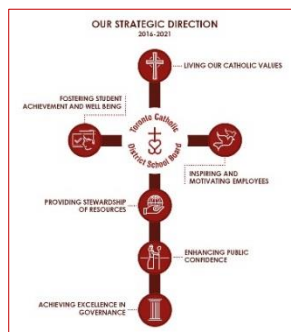 OUR STRATEGIC DIRECTION
2016-2021
LIVING OUR CATHOLIC VALUES
FOSTERING STUDENT
ACHIEVEMENT AND WELL BEING
Toronto Catholic
District School Board
INSPIRING AND
MOTIVATING EMPLOYEES
PROVIDING STEWARDSHIP
OF RESOURCES
ENHANCING PUBLIC
CONFIDENCE
ACHIEVING EXCELLENCE IN
GOVERNANCE